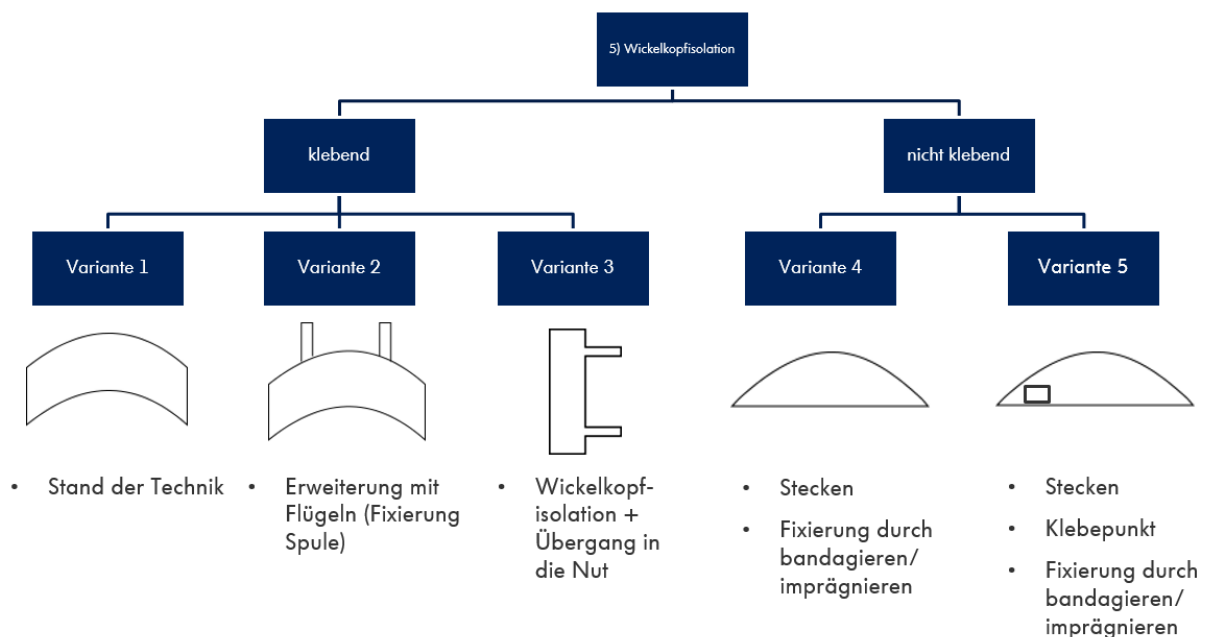 5) Wickelkopfisolation
klebend
nicht klebend
Variante 1
Variante 2
Variante 3
Variante 4
Variante 5
• Stand der Technik
• Erweiterung mit
Flügeln (Fixierung
Spule)
• Wickelkopf-
isolation +
Übergang in
die Nut
• Stecken
• Fixierung durch
bandagieren/
imprägnieren
• Stecken
• Klebepunkt
• Fixierung durch
bandagieren/
imprägnieren